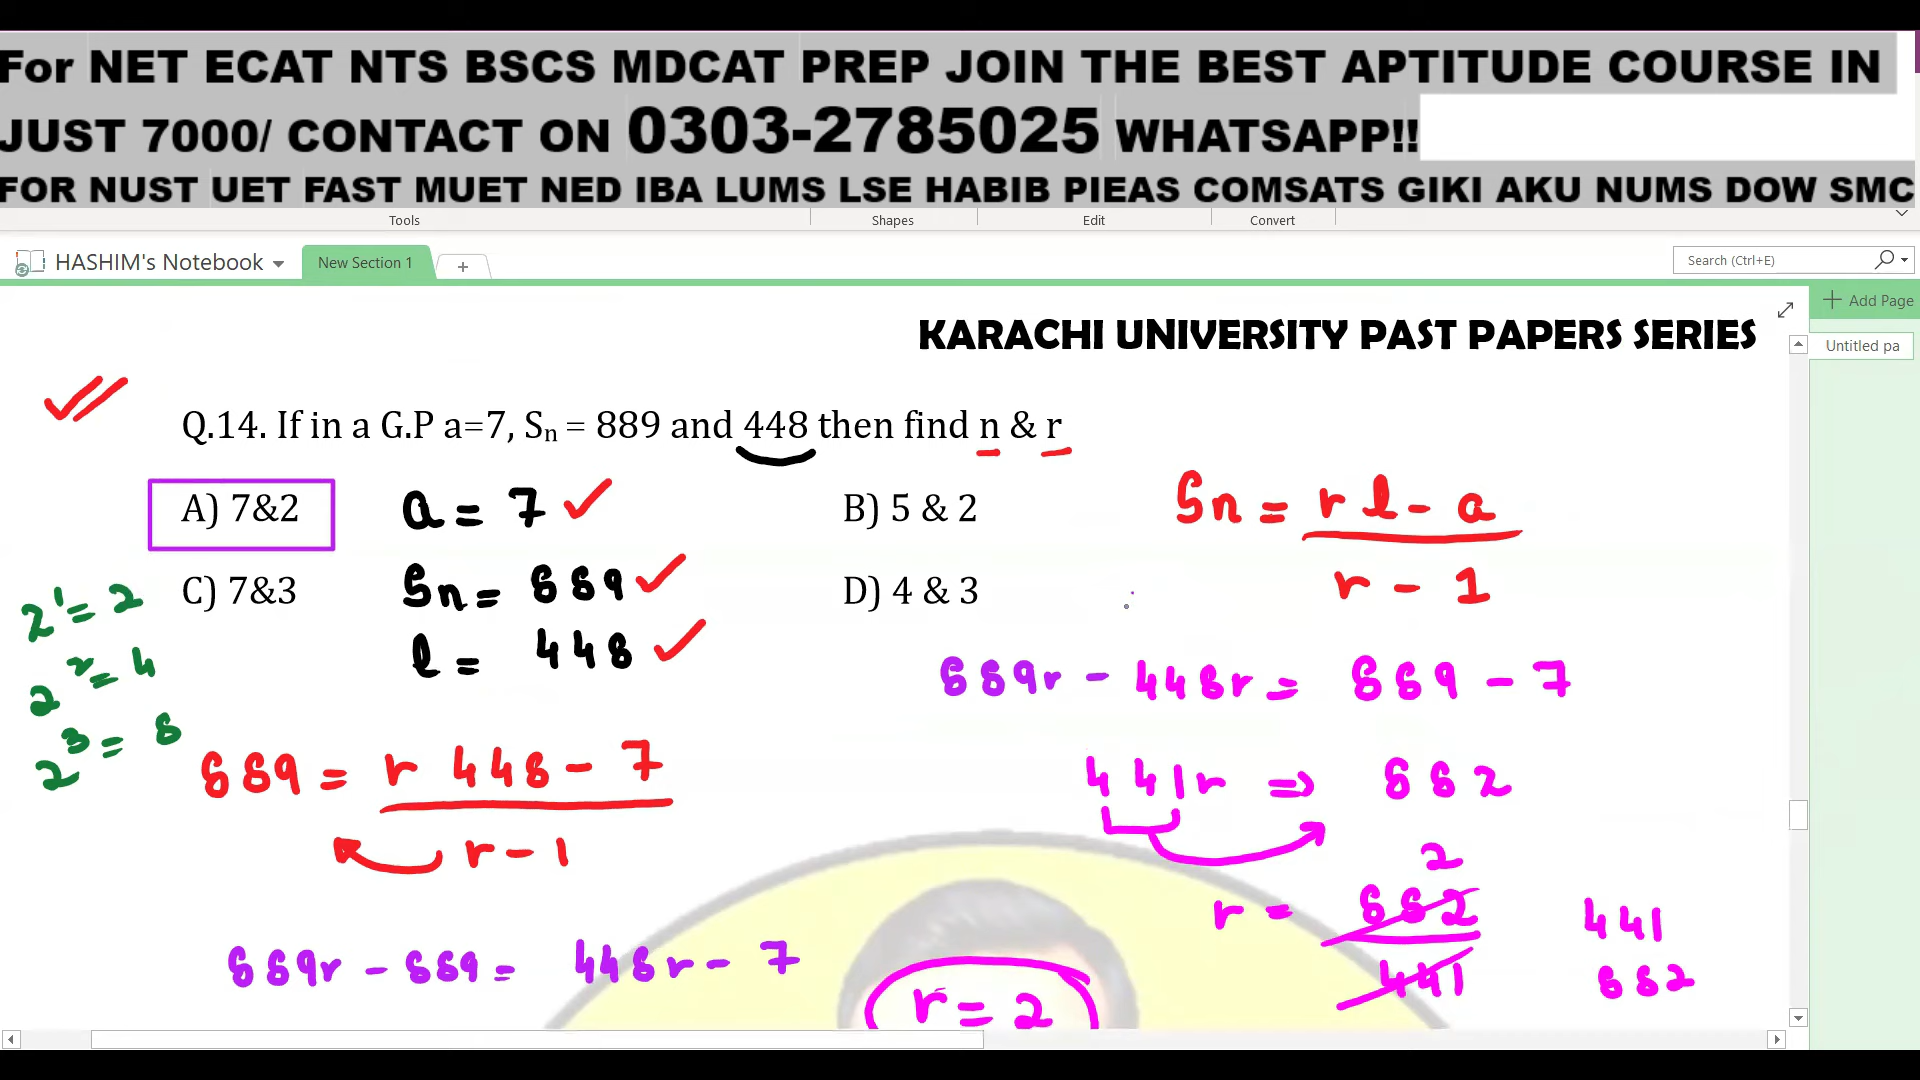 For NET ECAT NTS BSCS MDCAT PREP JOIN THE BEST APTITUDE COURSE IN
JUST 7000/ CONTACT ON 0303-2785025 WHATSAPP!!
FOR NUST UET FAST MUET NED IBA LUMS LSE HABIB PIEAS COMSATS GIKI AKU NUMS DOW SMC
Tools Shapes Edit Convert
HASHIM's Notebook New Section 1 + Search (Ctrl+E)
Add Page
Untitled pa
KARACHI UNIVERSITY PAST PAPERS SERIES
Q.14. If in a G.P a=7, Sₙ = 889 and 448 then find n & r
A) 7&2 a = 7 B) 5 & 2 Sn = r l - a / r - 1
C) 7&3 Sn = 889 D) 4 & 3
l = 448
2¹ = 2
2² = 4
2³ = 8
889 = r 448 - 7 / r - 1
889r - 889 = 448r - 7
889r - 448r = 889 - 7
441r ⇒ 882
2
r = 882 / 441
441
882
r = 2